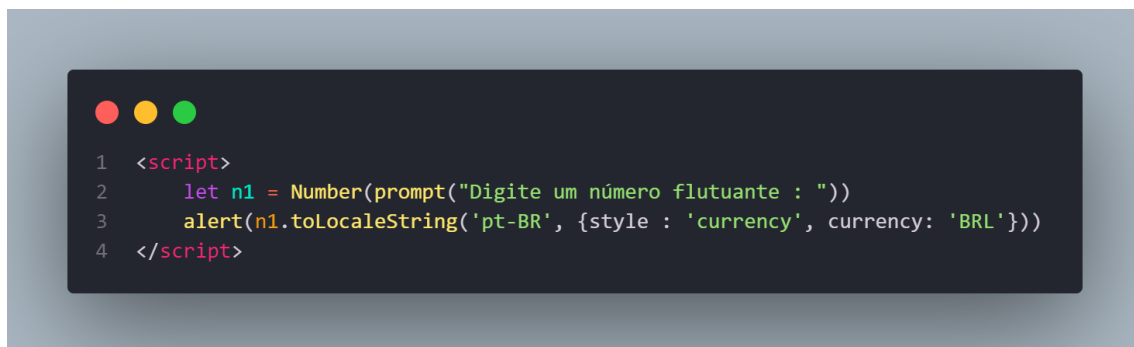 1 <script>
2 let n1 = Number(prompt("Digite um número flutuante : "))
3 alert(n1.toLocaleString('pt-BR', {style : 'currency', currency: 'BRL'}))
4 </script>